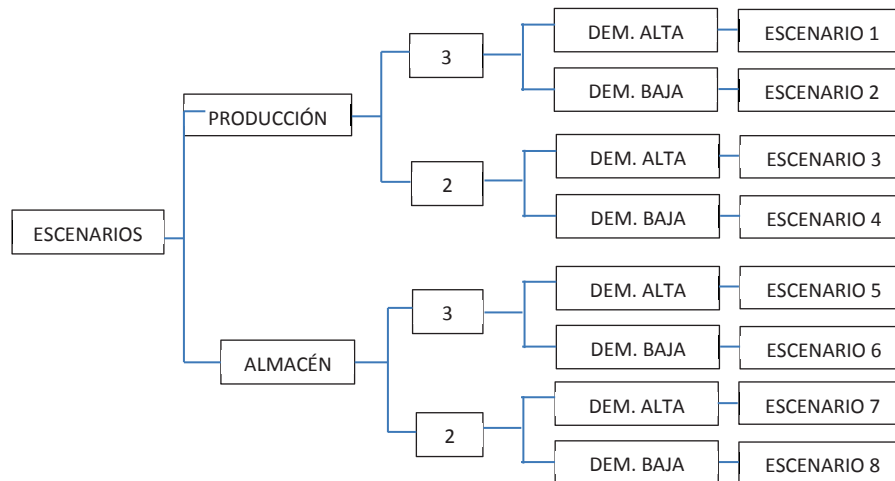 DEM. ALTA
ESCENARIO 1
3
DEM. BAJA
ESCENARIO 2
PRODUCCIÓN
DEM. ALTA
ESCENARIO 3
2
DEM. BAJA
ESCENARIO 4
ESCENARIOS
DEM. ALTA
ESCENARIO 5
3
DEM. BAJA
ESCENARIO 6
ALMACÉN
DEM. ALTA
ESCENARIO 7
2
DEM. BAJA
ESCENARIO 8